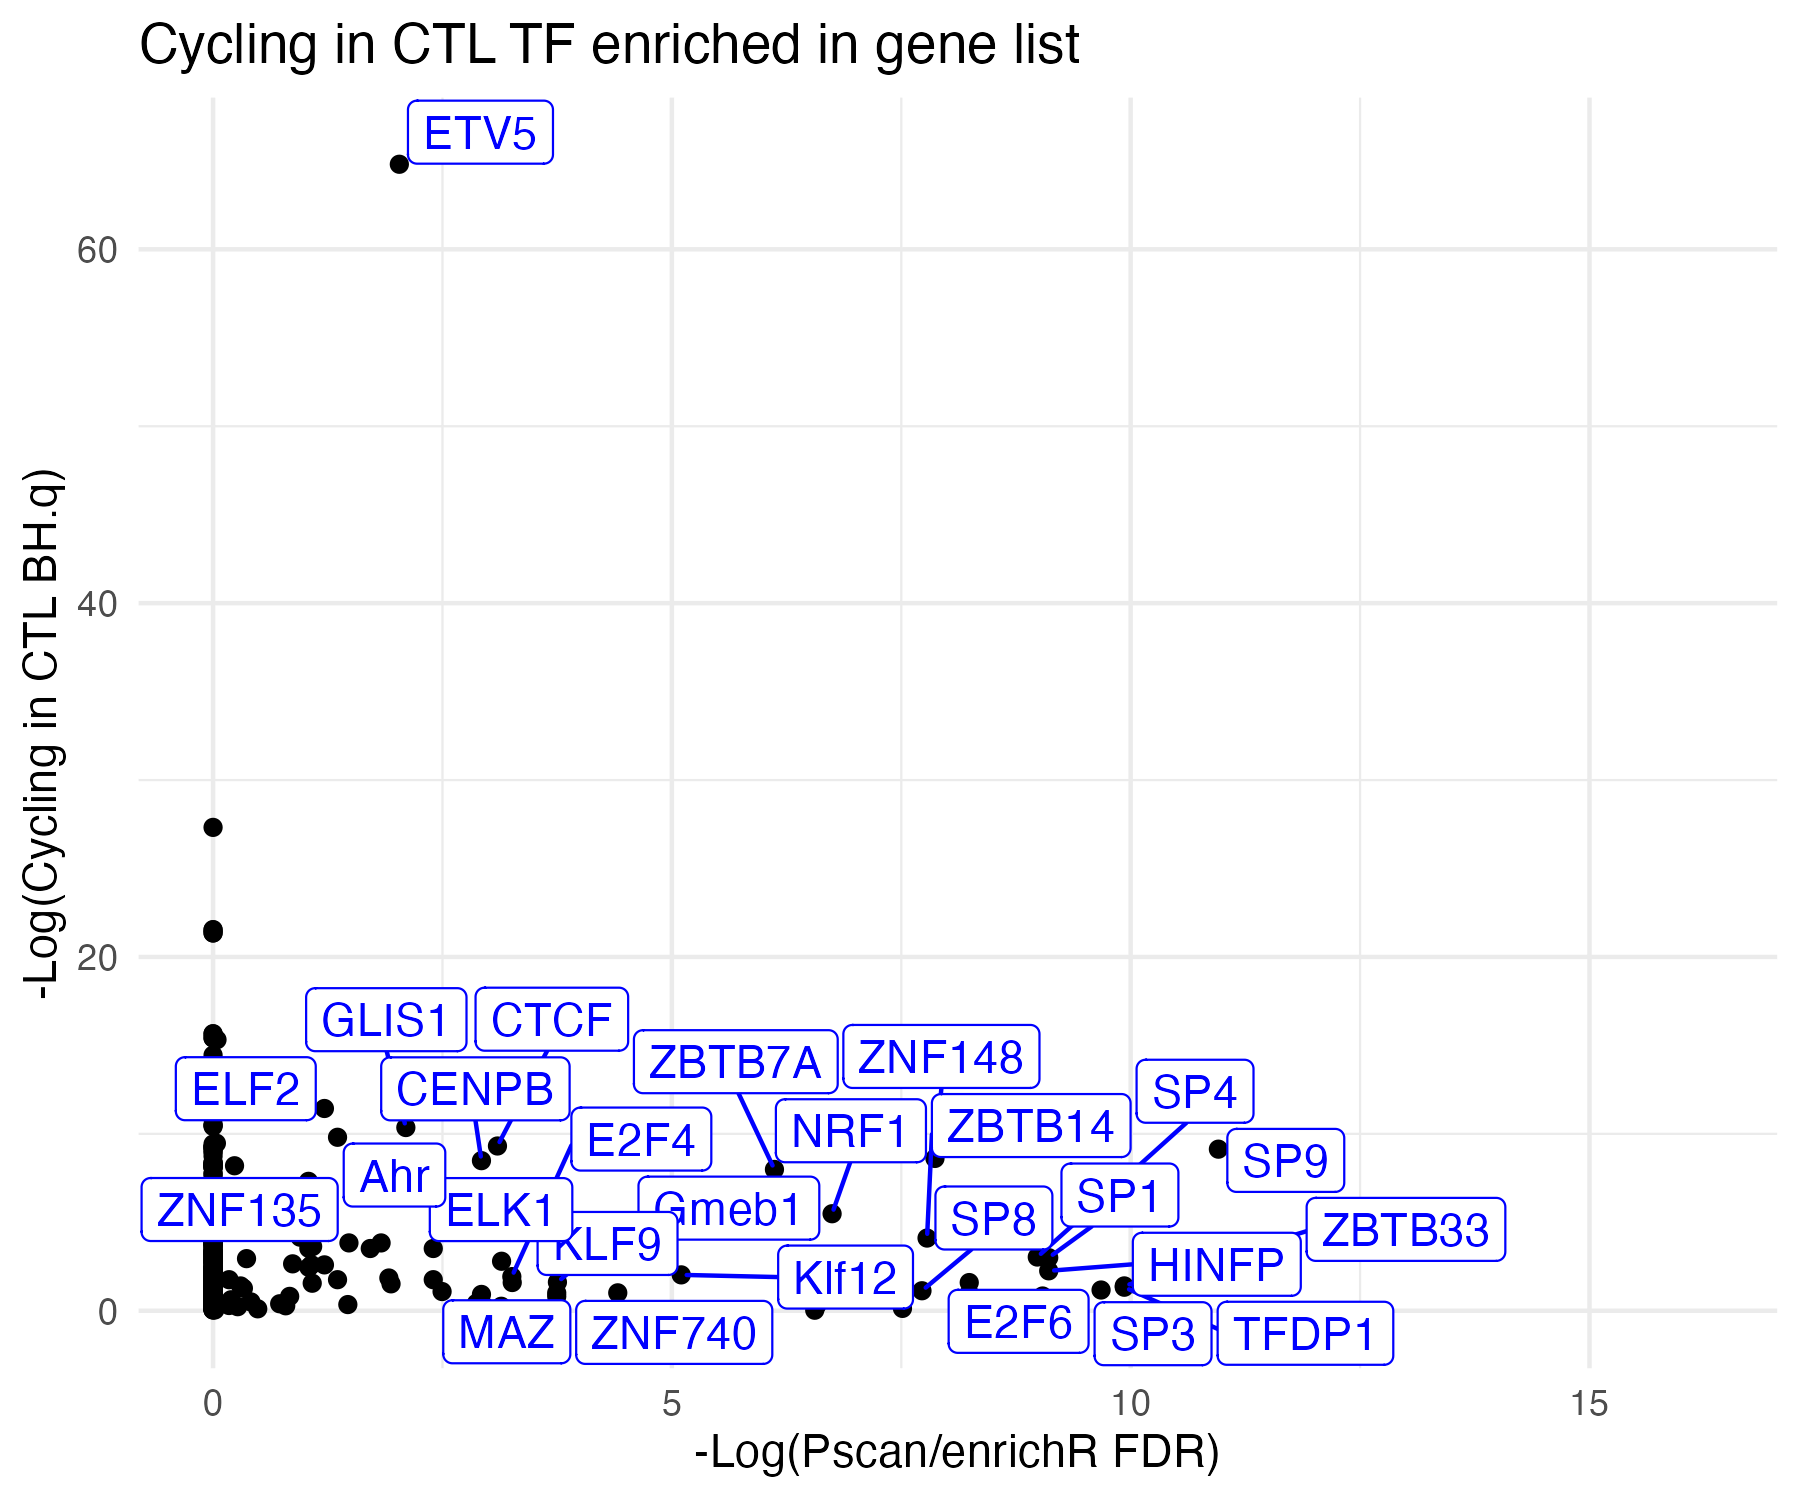 Cycling in CTL TF enriched in gene list
ETV5
60
40
20
0
-Log(Cycling in CTL BH.q)
GLIS1
CTCF
ELF2
CENPB
ZBTB7A
ZNF148
SP4
E2F4
NRF1
ZBTB14
SP9
Ahr
ZNF135
ELK1
Gmeb1
SP8
SP1
ZBTB33
KLF9
Klf12
HINFP
MAZ
ZNF740
E2F6
SP3
TFDP1
0
5
10
15
-Log(Pscan/enrichR FDR)